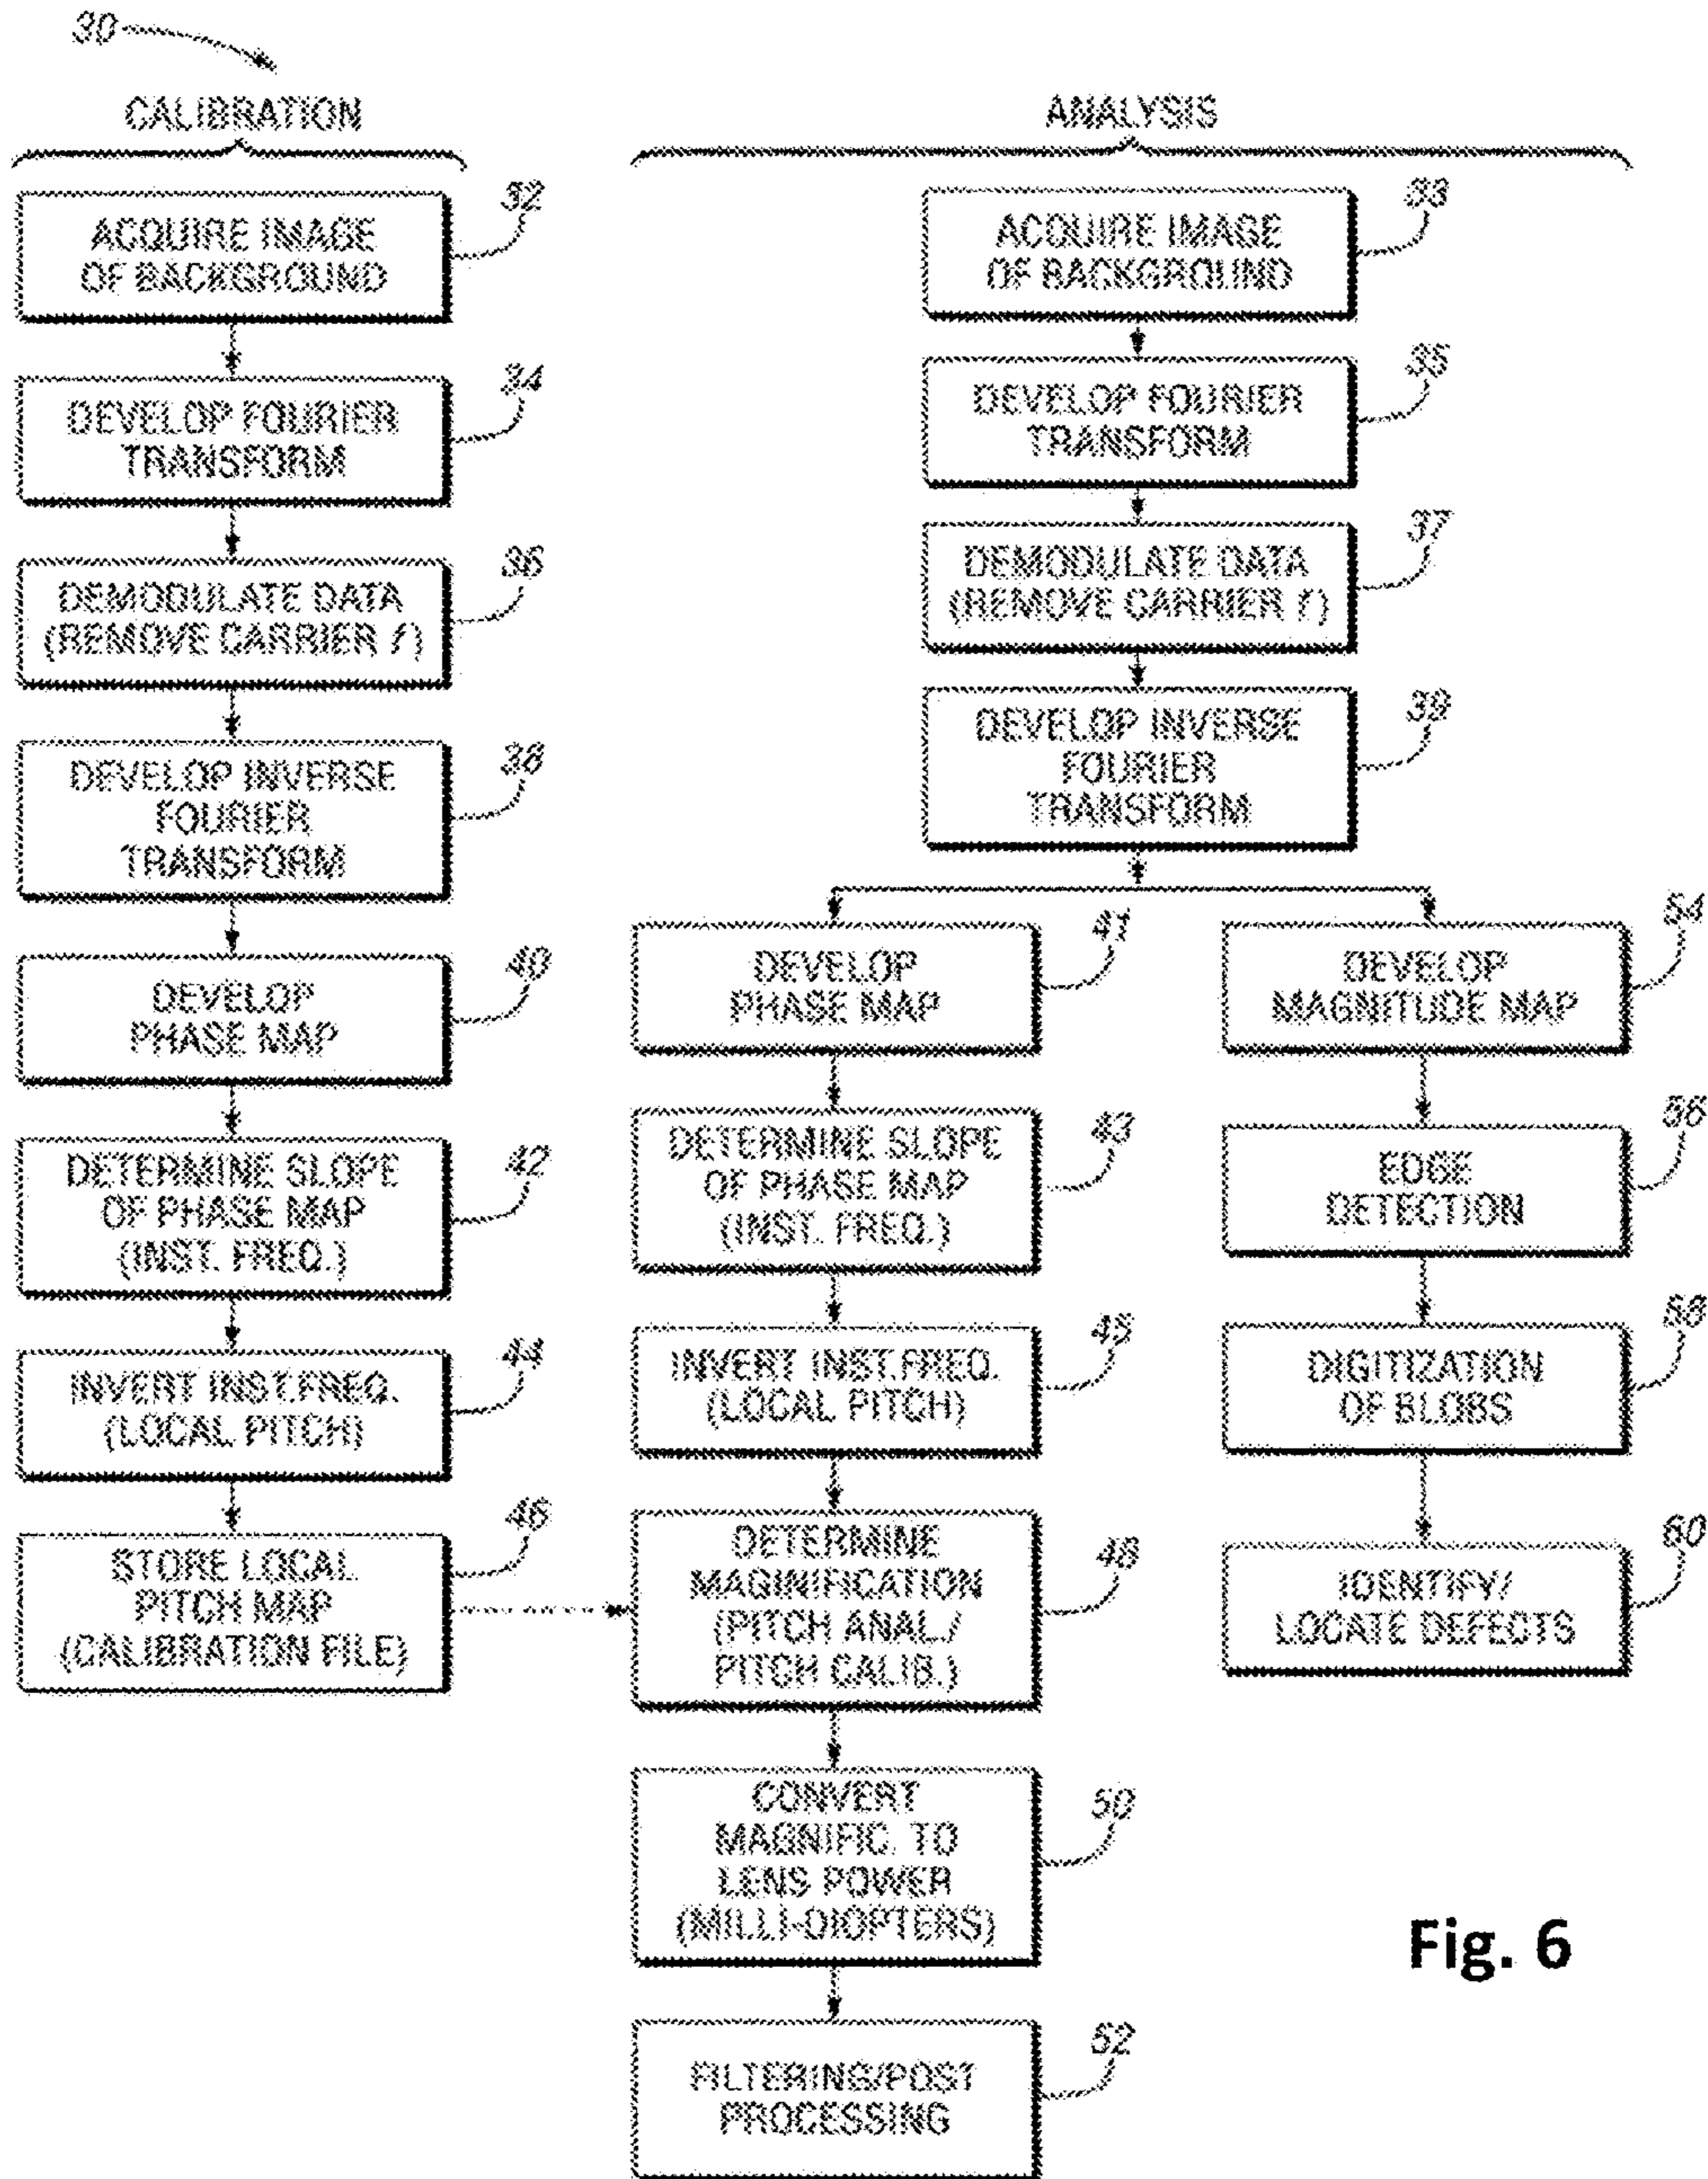 30
CALIBRATION
ACQUIRE IMAGE
OF BACKGROUND
32
DEVELOP FOURIER
TRANSFORM
34
DEMODULATE DATA
(REMOVE CARRIER f)
36
DEVELOP INVERSE
FOURIER
TRANSFORM
38
DEVELOP
PHASE MAP
40
DETERMINE SLOPE
OF PHASE MAP
(INST. FREQ.)
42
INVERT INST.FREQ.
(LOCAL PITCH)
44
STORE LOCAL
PITCH MAP
(CALIBRATION FILE)
46
ANALYSIS
ACQUIRE IMAGE
OF BACKGROUND
33
DEVELOP FOURIER
TRANSFORM
35
DEMODULATE DATA
(REMOVE CARRIER f)
37
DEVELOP INVERSE
FOURIER
TRANSFORM
39
DEVELOP
PHASE MAP
41
DETERMINE SLOPE
OF PHASE MAP
(INST. FREQ.)
43
INVERT INST.FREQ.
(LOCAL PITCH)
45
DETERMINE
MAGINIFICATION
(PITCH ANAL./
PITCH CALIB.)
48
CONVERT
MAGNIFIC. TO
LENS POWER
(MILLI-DIOPTERS)
50
FILTERING/POST
PROCESSING
52
DEVELOP
MAGNITUDE MAP
54
EDGE
DETECTION
56
DIGITIZATION
OF BLOBS
58
IDENTIFY/
LOCATE DEFECTS
60
Fig. 6